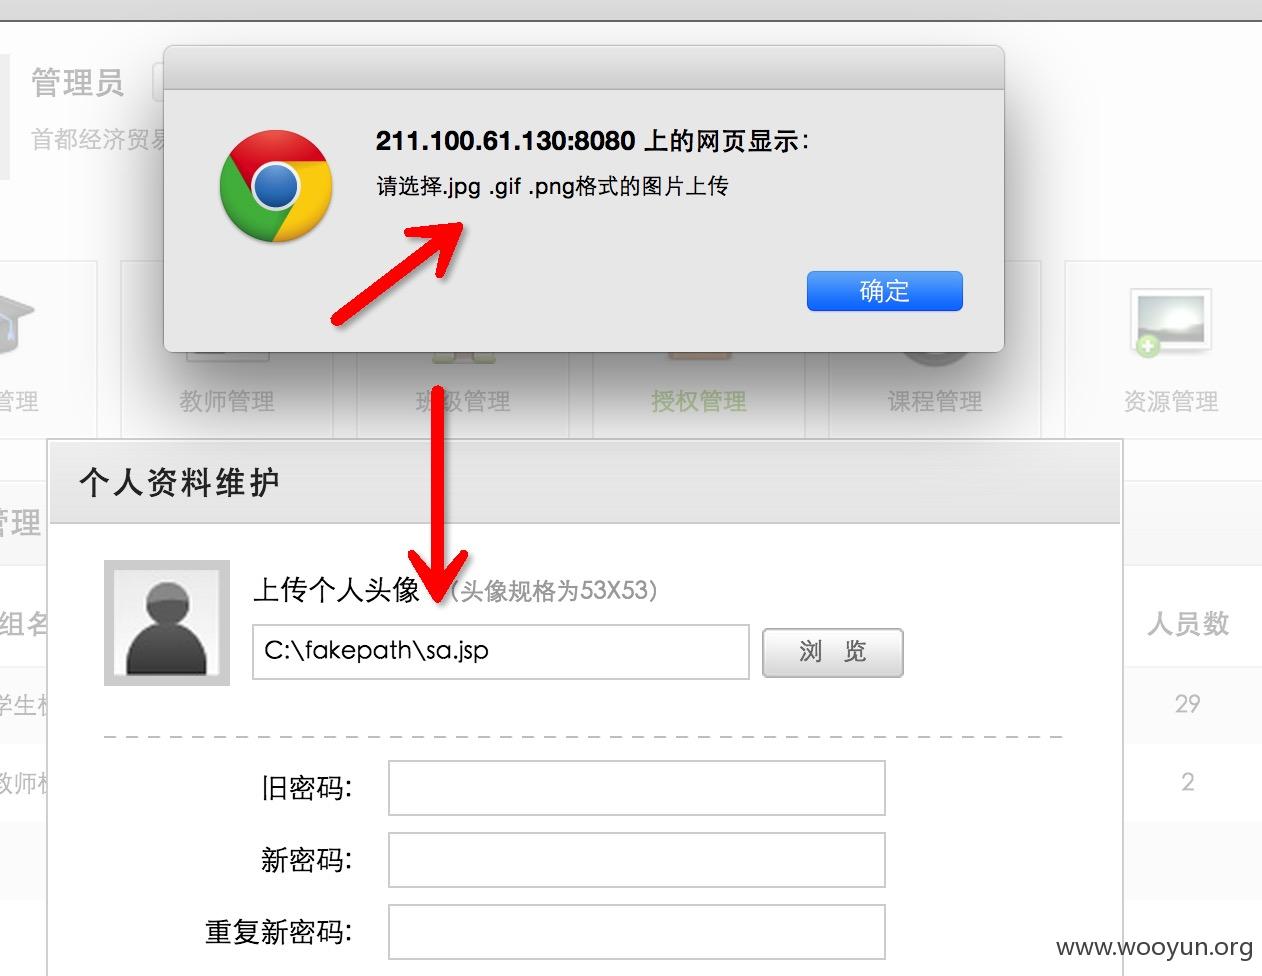 管理员
首都经济贸易
211.100.61.130:8080 上的网页显示：
请选择.jpg .gif .png格式的图片上传
确定
管理
教师管理
班级管理
授权管理
课程管理
资源管理
个人资料维护
管理
上传个人头像
（头像规格为53X53）
组名
人员数
C:\fakepath\sa.jsp
浏 览
学生
29
教师
2
旧密码：
新密码：
重复新密码：
www.wooyun.org